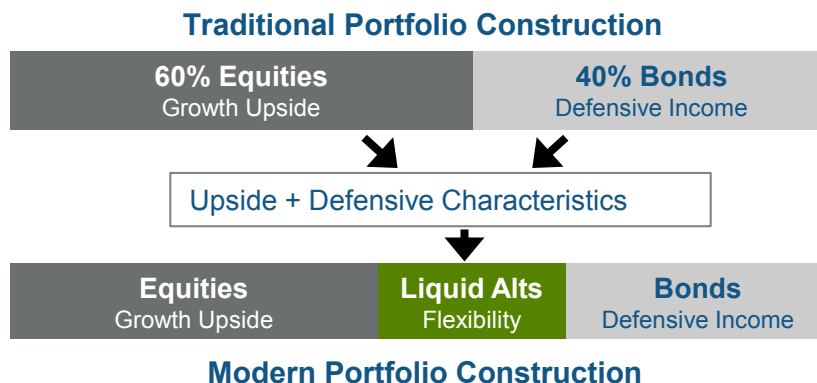 Traditional Portfolio Construction
60% Equities
Growth Upside
40% Bonds
Defensive Income
Upside + Defensive Characteristics
Equities
Growth Upside
Liquid Alts
Flexibility
Bonds
Defensive Income
Modern Portfolio Construction